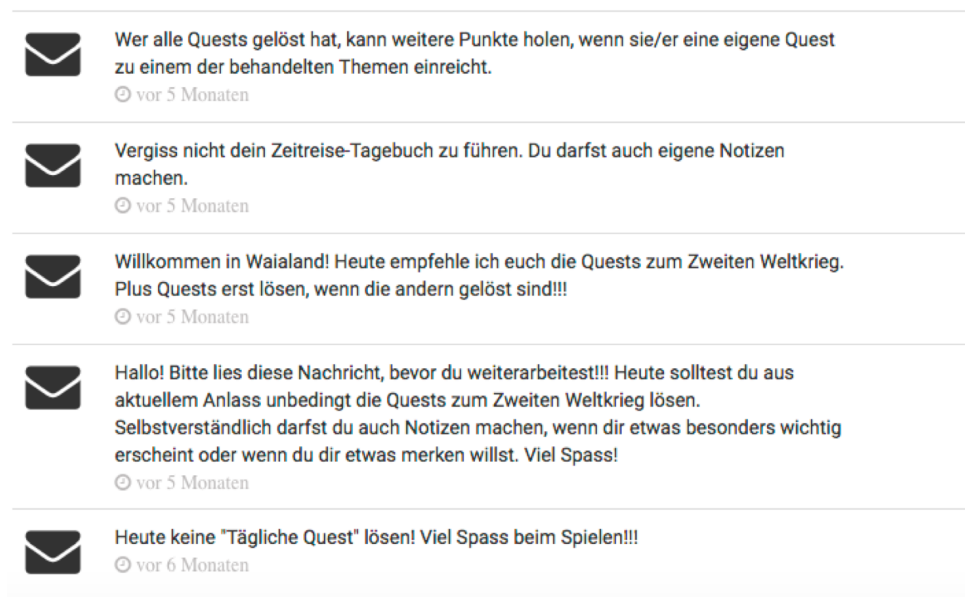 Wer alle Quests gelöst hat, kann weitere Punkte holen, wenn sie/er eine eigene Quest
zu einem der behandelten Themen einreicht.
vor 5 Monaten
Vergiss nicht dein Zeitreise-Tagebuch zu führen. Du darfst auch eigene Notizen
machen.
vor 5 Monaten
Willkommen in Waialand! Heute empfehle ich euch die Quests zum Zweiten Weltkrieg.
Plus Quests erst lösen, wenn die andern gelöst sind!!!
vor 5 Monaten
Hallo! Bitte lies diese Nachricht, bevor du weiterarbeitest!!! Heute solltest du aus
aktuellem Anlass unbedingt die Quests zum Zweiten Weltkrieg lösen.
Selbstverständlich darfst du auch Notizen machen, wenn dir etwas besonders wichtig
erscheint oder wenn du dir etwas merken willst. Viel Spass!
vor 5 Monaten
Heute keine "Tägliche Quest" lösen! Viel Spass beim Spielen!!!
vor 6 Monaten